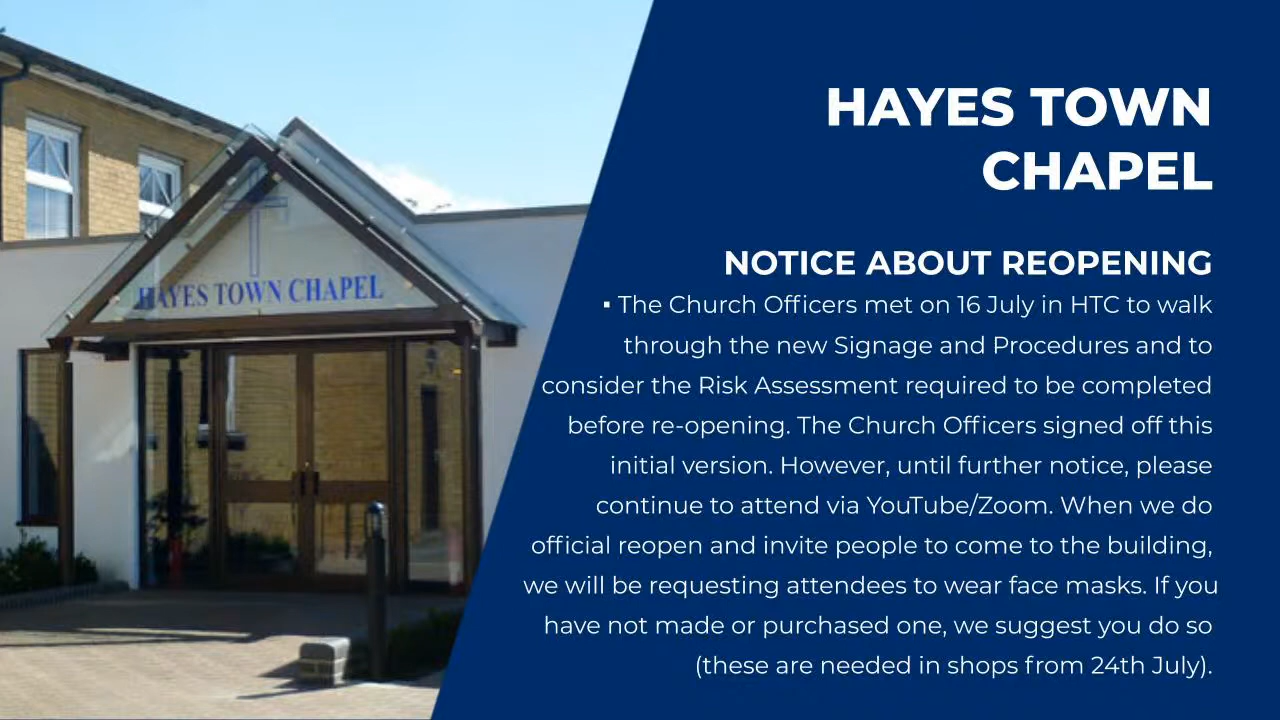 HAYES TOWN CHAPEL
HAYES TOWN
CHAPEL
NOTICE ABOUT REOPENING
▪ The Church Officers met on 16 July in HTC to walk
through the new Signage and Procedures and to
consider the Risk Assessment required to be completed
before re-opening. The Church Officers signed off this
initial version. However, until further notice, please
continue to attend via YouTube/Zoom. When we do
official reopen and invite people to come to the building,
we will be requesting attendees to wear face masks. If you
have not made or purchased one, we suggest you do so
(these are needed in shops from 24th July).